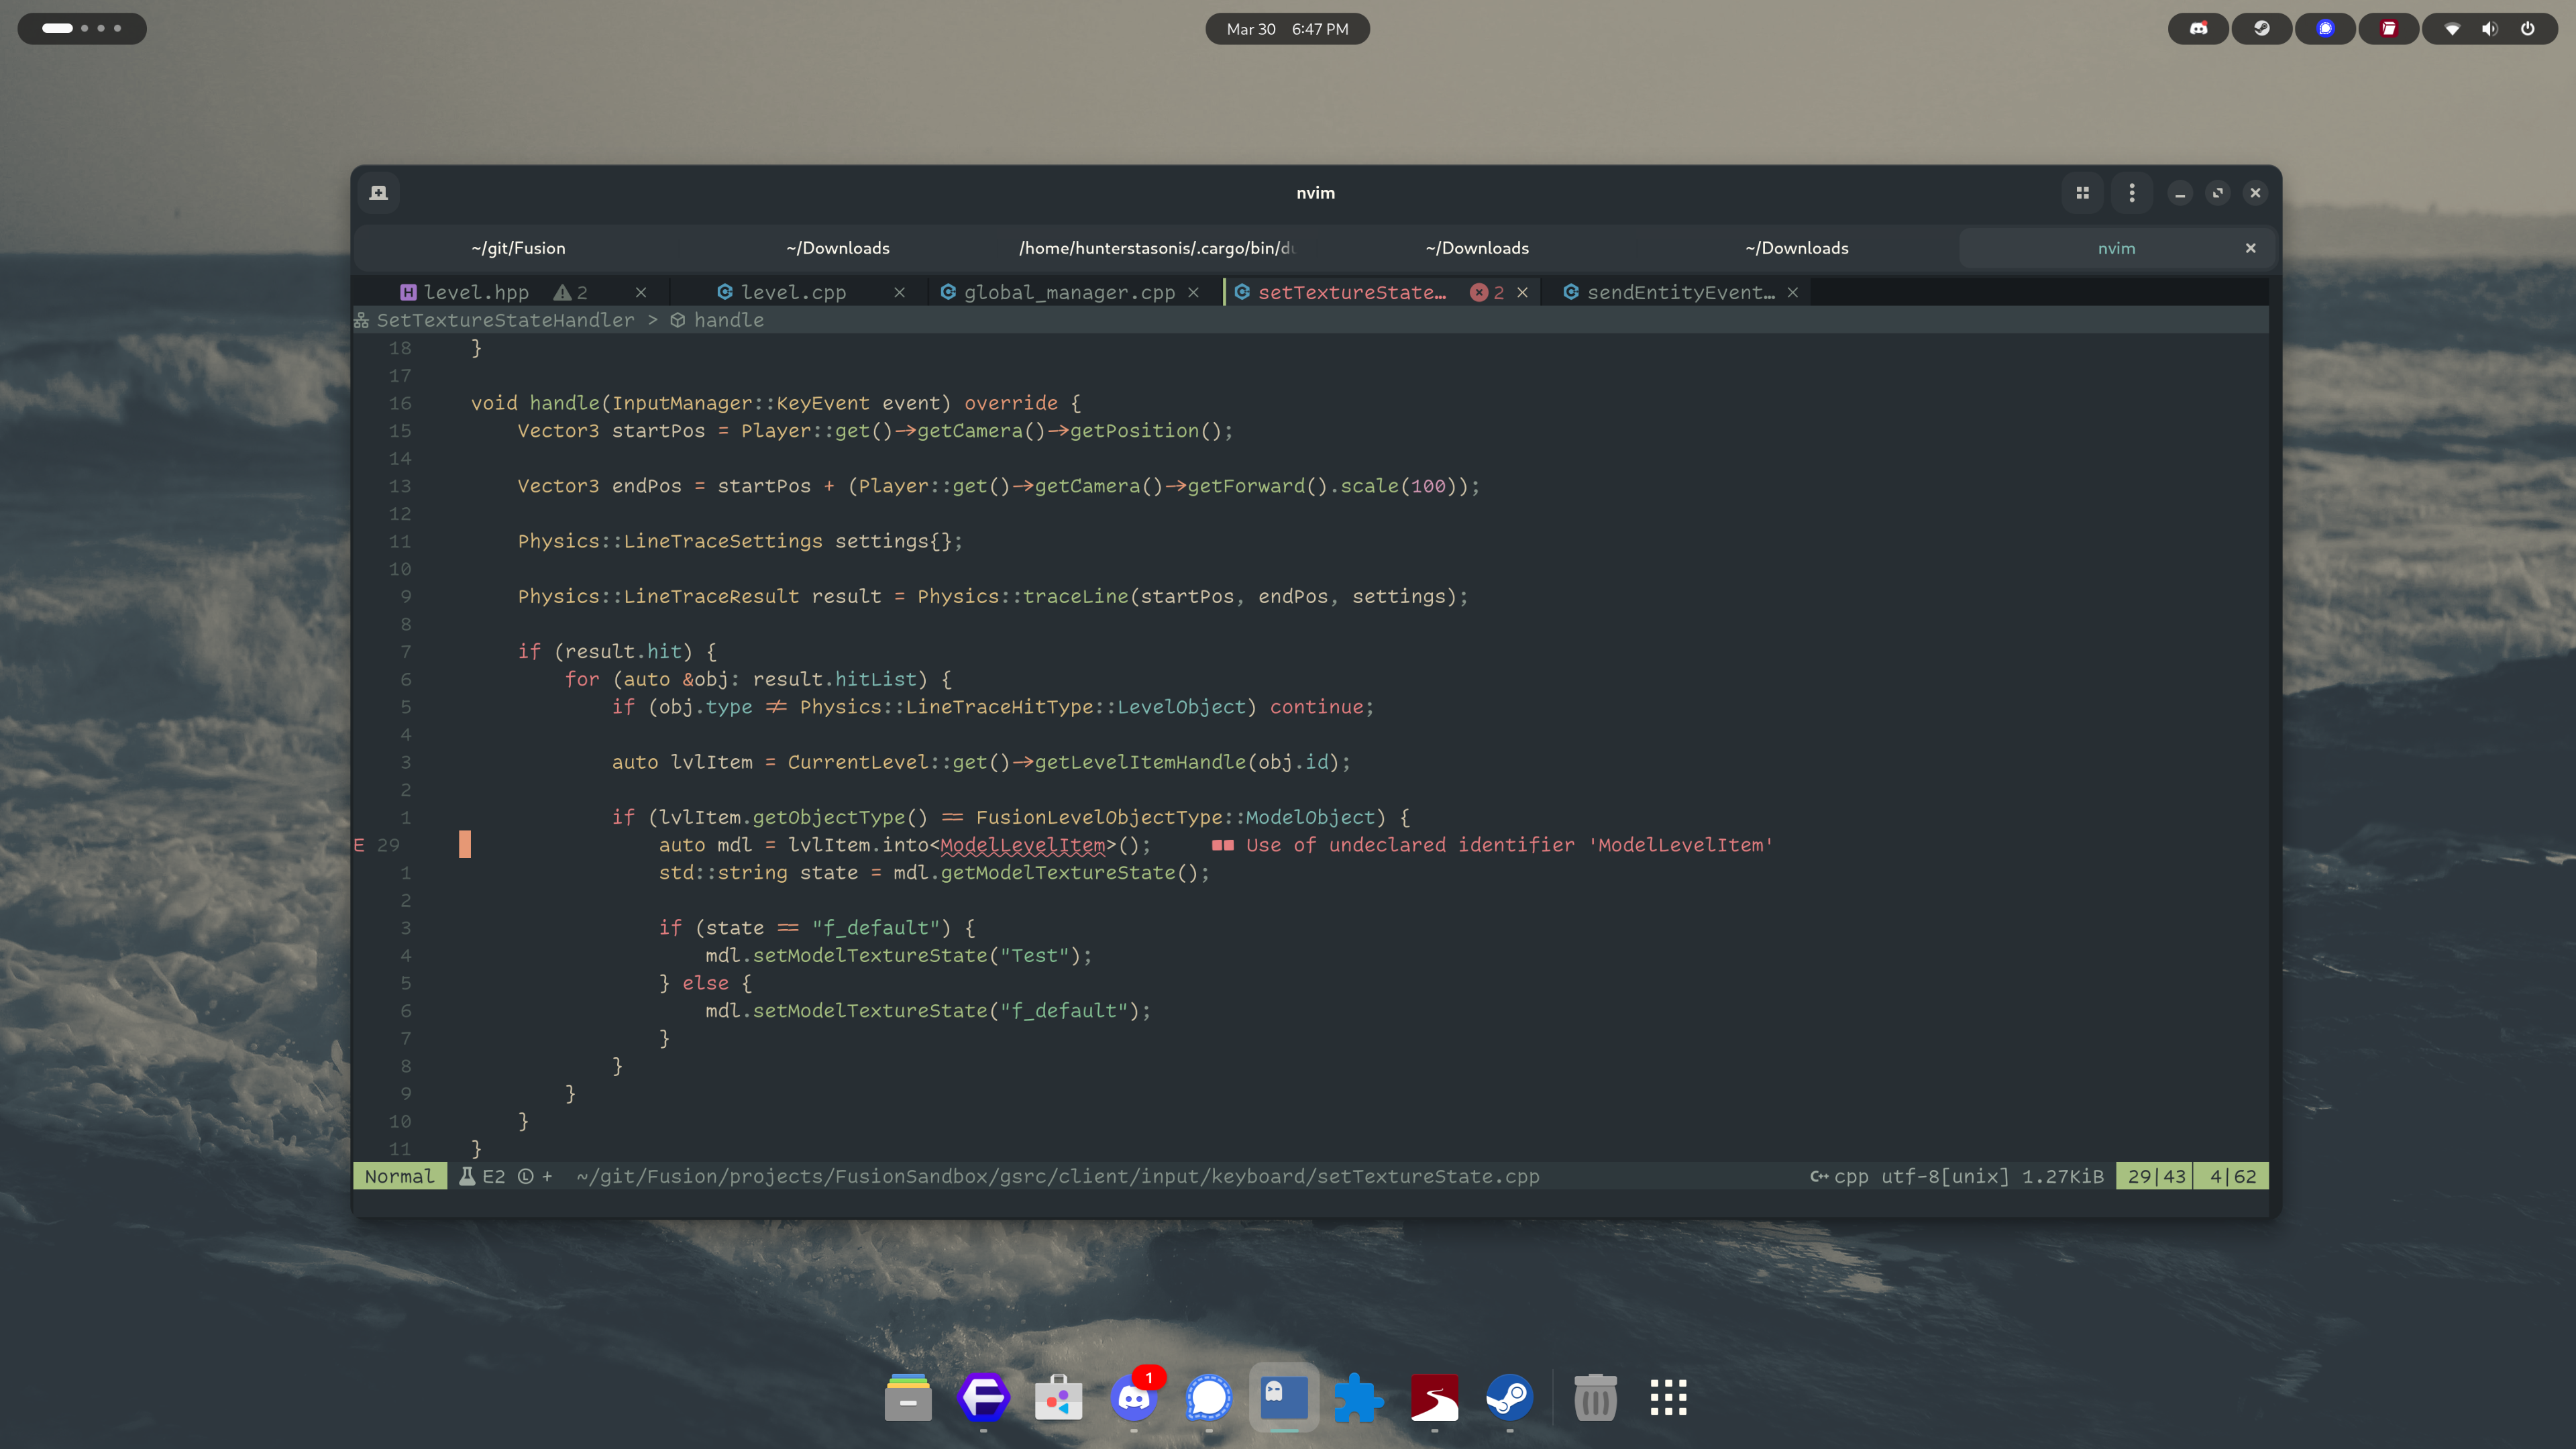 Mar 30 6:47 PM
nvim
~/git/Fusion ~/Downloads /home/hunterstasonis/.cargo/bin/du ~/Downloads ~/Downloads nvim
level.hpp 2 level.cpp global_manager.cpp setTextureState… 2 sendEntityEvent…
SetTextureStateHandler > handle
18 }
17
16 void handle(InputManager::KeyEvent event) override {
15 Vector3 startPos = Player::get()->getCamera()->getPosition();
14
13 Vector3 endPos = startPos + (Player::get()->getCamera()->getForward().scale(100));
12
11 Physics::LineTraceSettings settings{};
10
9 Physics::LineTraceResult result = Physics::traceLine(startPos, endPos, settings);
8
7 if (result.hit) {
6 for (auto &obj: result.hitList) {
5 if (obj.type != Physics::LineTraceHitType::LevelObject) continue;
4
3 auto lvlItem = CurrentLevel::get()->getLevelItemHandle(obj.id);
2
1 if (lvlItem.getObjectType() == FusionLevelObjectType::ModelObject) {
E 29 auto mdl = lvlItem.into<ModelLevelItem>(); ■■ Use of undeclared identifier 'ModelLevelItem'
1 std::string state = mdl.getModelTextureState();
2
3 if (state == "f_default") {
4 mdl.setModelTextureState("Test");
5 } else {
6 mdl.setModelTextureState("f_default");
7 }
8 }
9 }
10 }
11 }
Normal E2 L + ~/git/Fusion/projects/FusionSandbox/gsrc/client/input/keyboard/setTextureState.cpp C++ cpp utf-8[unix] 1.27KiB 29|43 4|62
1